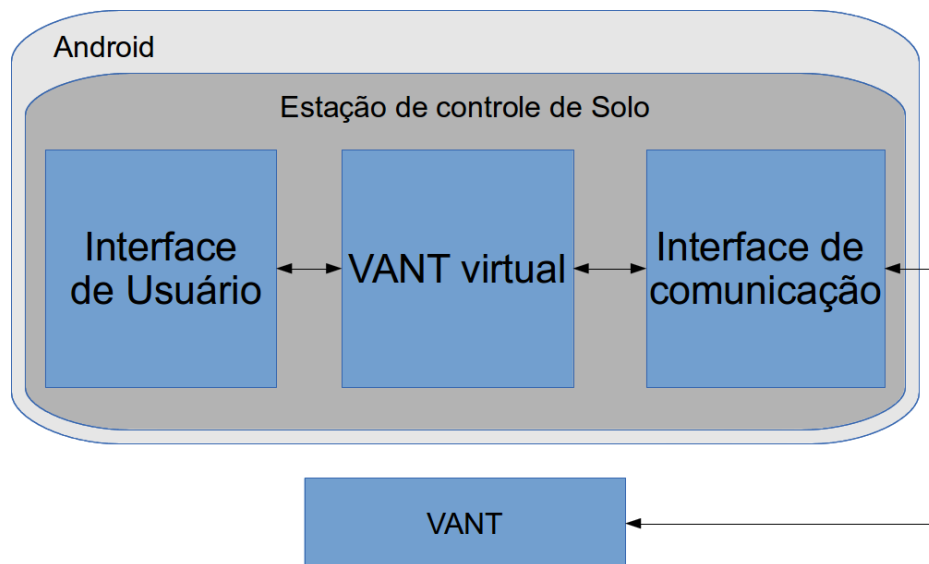 Android
Estação de controle de Solo
Interface
de Usuário
VANT virtual
Interface de
comunicação
VANT